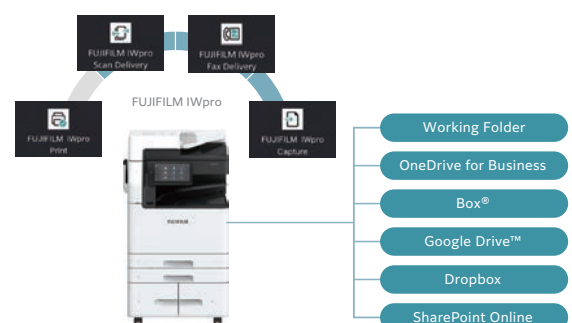 FUJIFILM IWpro
Scan Delivery
FUJIFILM IWpro
Fax Delivery
FUJIFILM IWpro
FUJIFILM IWpro
Print
FUJIFILM IWpro
Capture
FUJIFILM
Working Folder
OneDrive for Business
Box®
Google Drive™
Dropbox
SharePoint Online